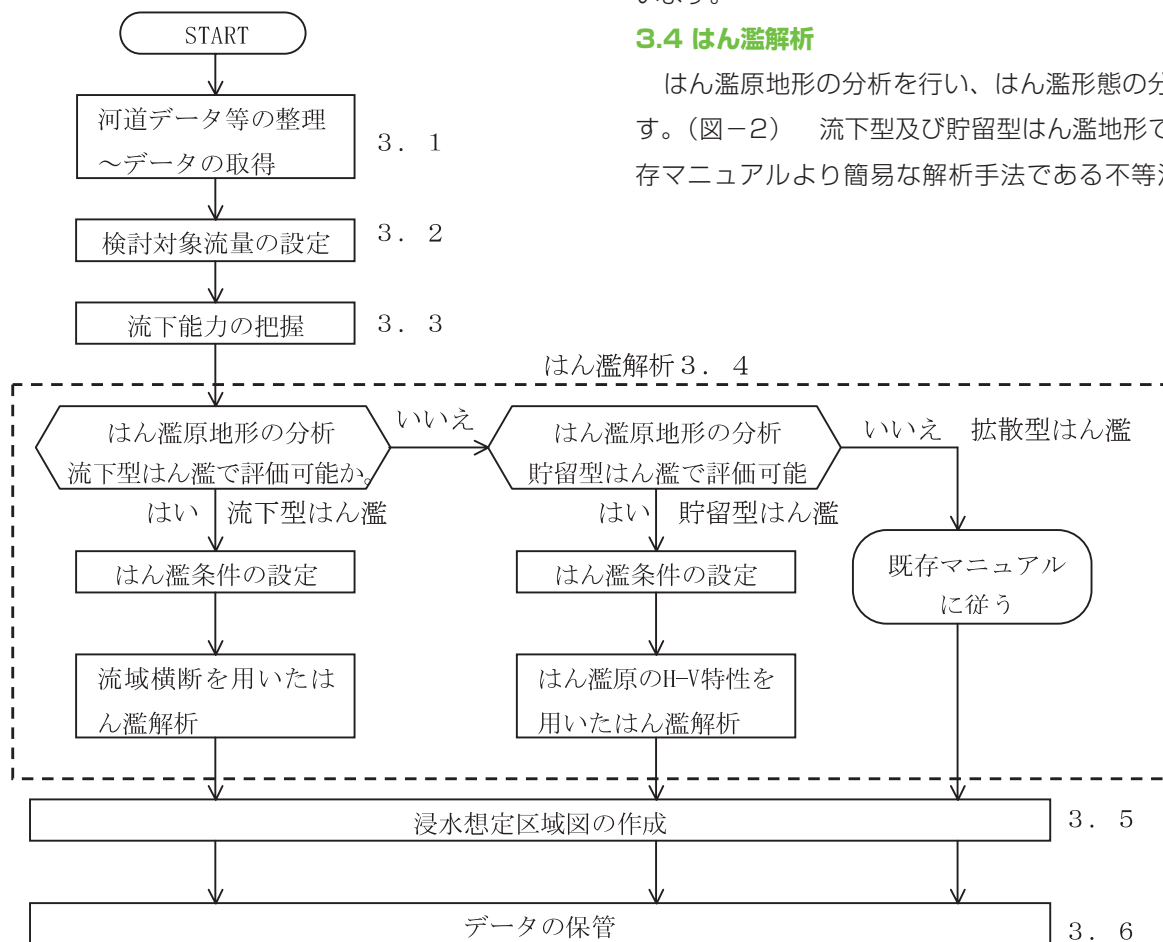 START
河道データ等の整理
～データの取得
3. 1
検討対象流量の設定
3. 2
流下能力の把握
3. 3
います。
3.4 はん濫解析
はん濫原地形の分析を行い、はん濫形態の分
す。(図－2)　流下型及び貯留型はん濫地形で
存マニュアルより簡易な解析手法である不等
はん濫解析3. 4
はん濫原地形の分析
流下型はん濫で評価可能か。
いいえ
はん濫原地形の分析
貯留型はん濫で評価可能
いいえ　拡散型はん濫
はい　流下型はん濫
はい　貯留型はん濫
はん濫条件の設定
はん濫条件の設定
既存マニュアル
に従う
流域横断を用いたは
ん濫解析
はん濫原のH-V特性を
用いたはん濫解析
浸水想定区域図の作成
3. 5
データの保管
3. 6